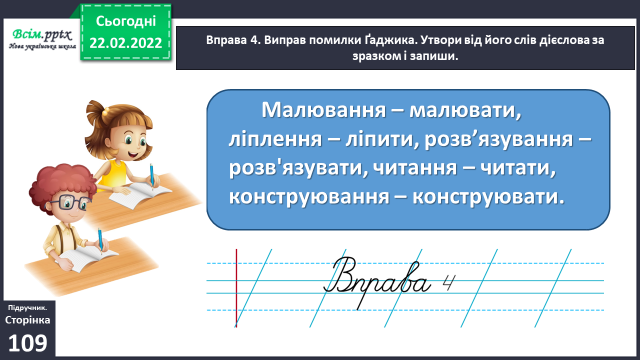 Всім.pptx
Нова українська школа
Сьогодні
22.02.2022
Вправа 4. Виправ помилки Ґаджика. Утвори від його слів дієслова за
зразком і запиши.
Малювання – малювати,
ліплення – ліпити, розв’язування –
розв'язувати, читання – читати,
конструювання – конструювати.
Вправа 4
Підручник.
Сторінка
109